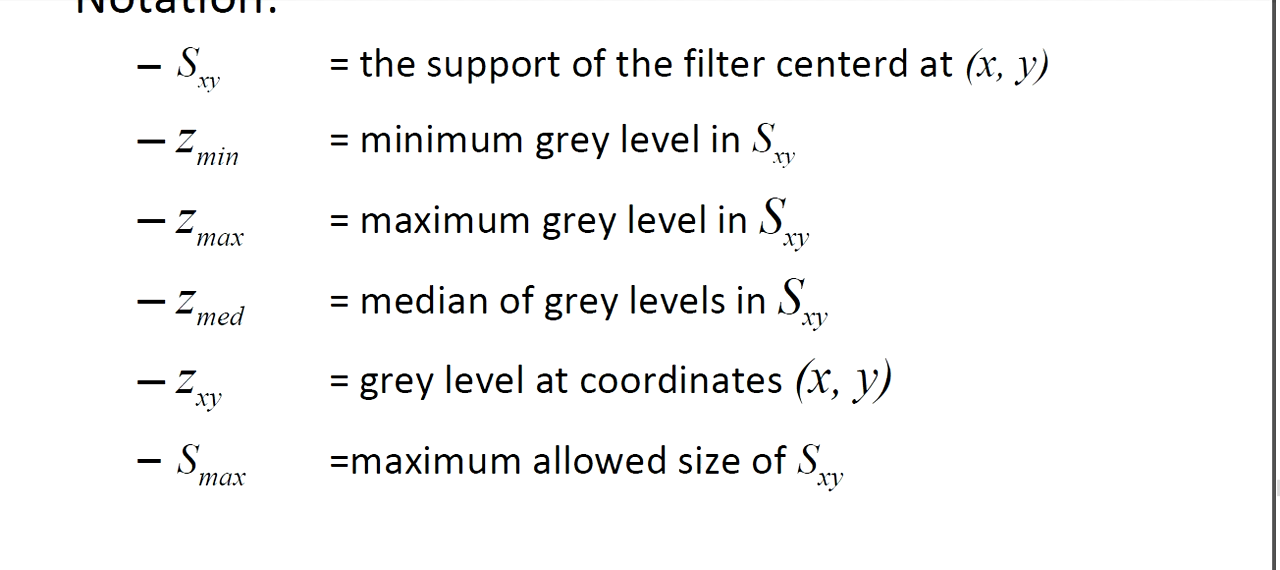 Notation:
– Sxy = the support of the filter centerd at (x, y)
– zmin = minimum grey level in Sxy
– zmax = maximum grey level in Sxy
– zmed = median of grey levels in Sxy
– zxy = grey level at coordinates (x, y)
– Smax =maximum allowed size of Sxy